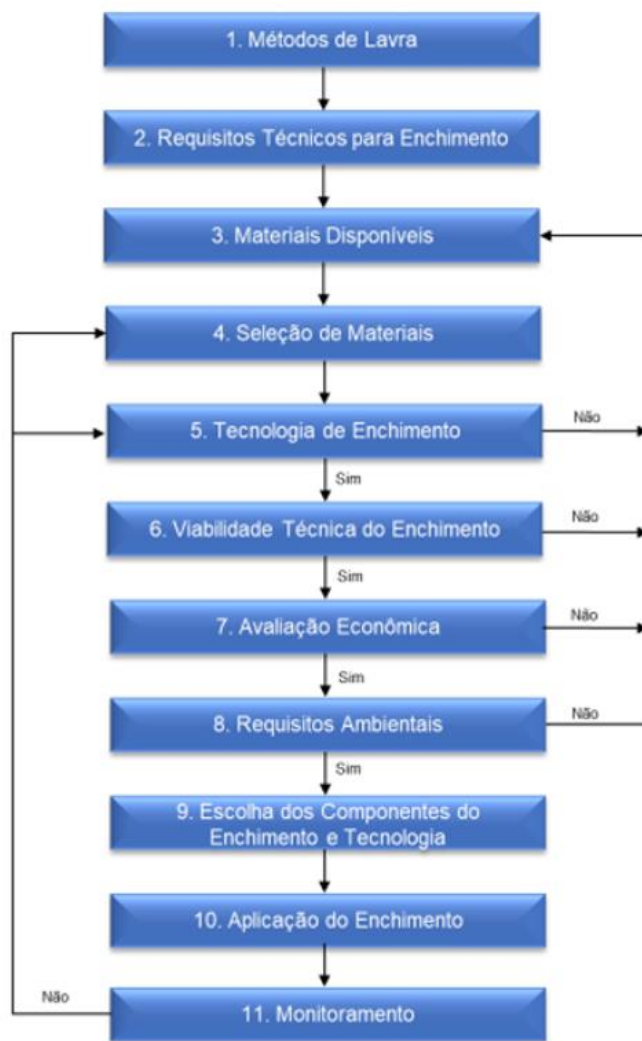 1. Métodos de Lavra
2. Requisitos Técnicos para Enchimento
3. Materiais Disponíveis
4. Seleção de Materiais
5. Tecnologia de Enchimento
Não
Sim
6. Viabilidade Técnica do Enchimento
Não
Sim
7. Avaliação Econômica
Não
Sim
8. Requisitos Ambientais
Não
Sim
9. Escolha dos Componentes do
Enchimento e Tecnologia
10. Aplicação do Enchimento
Não
11. Monitoramento